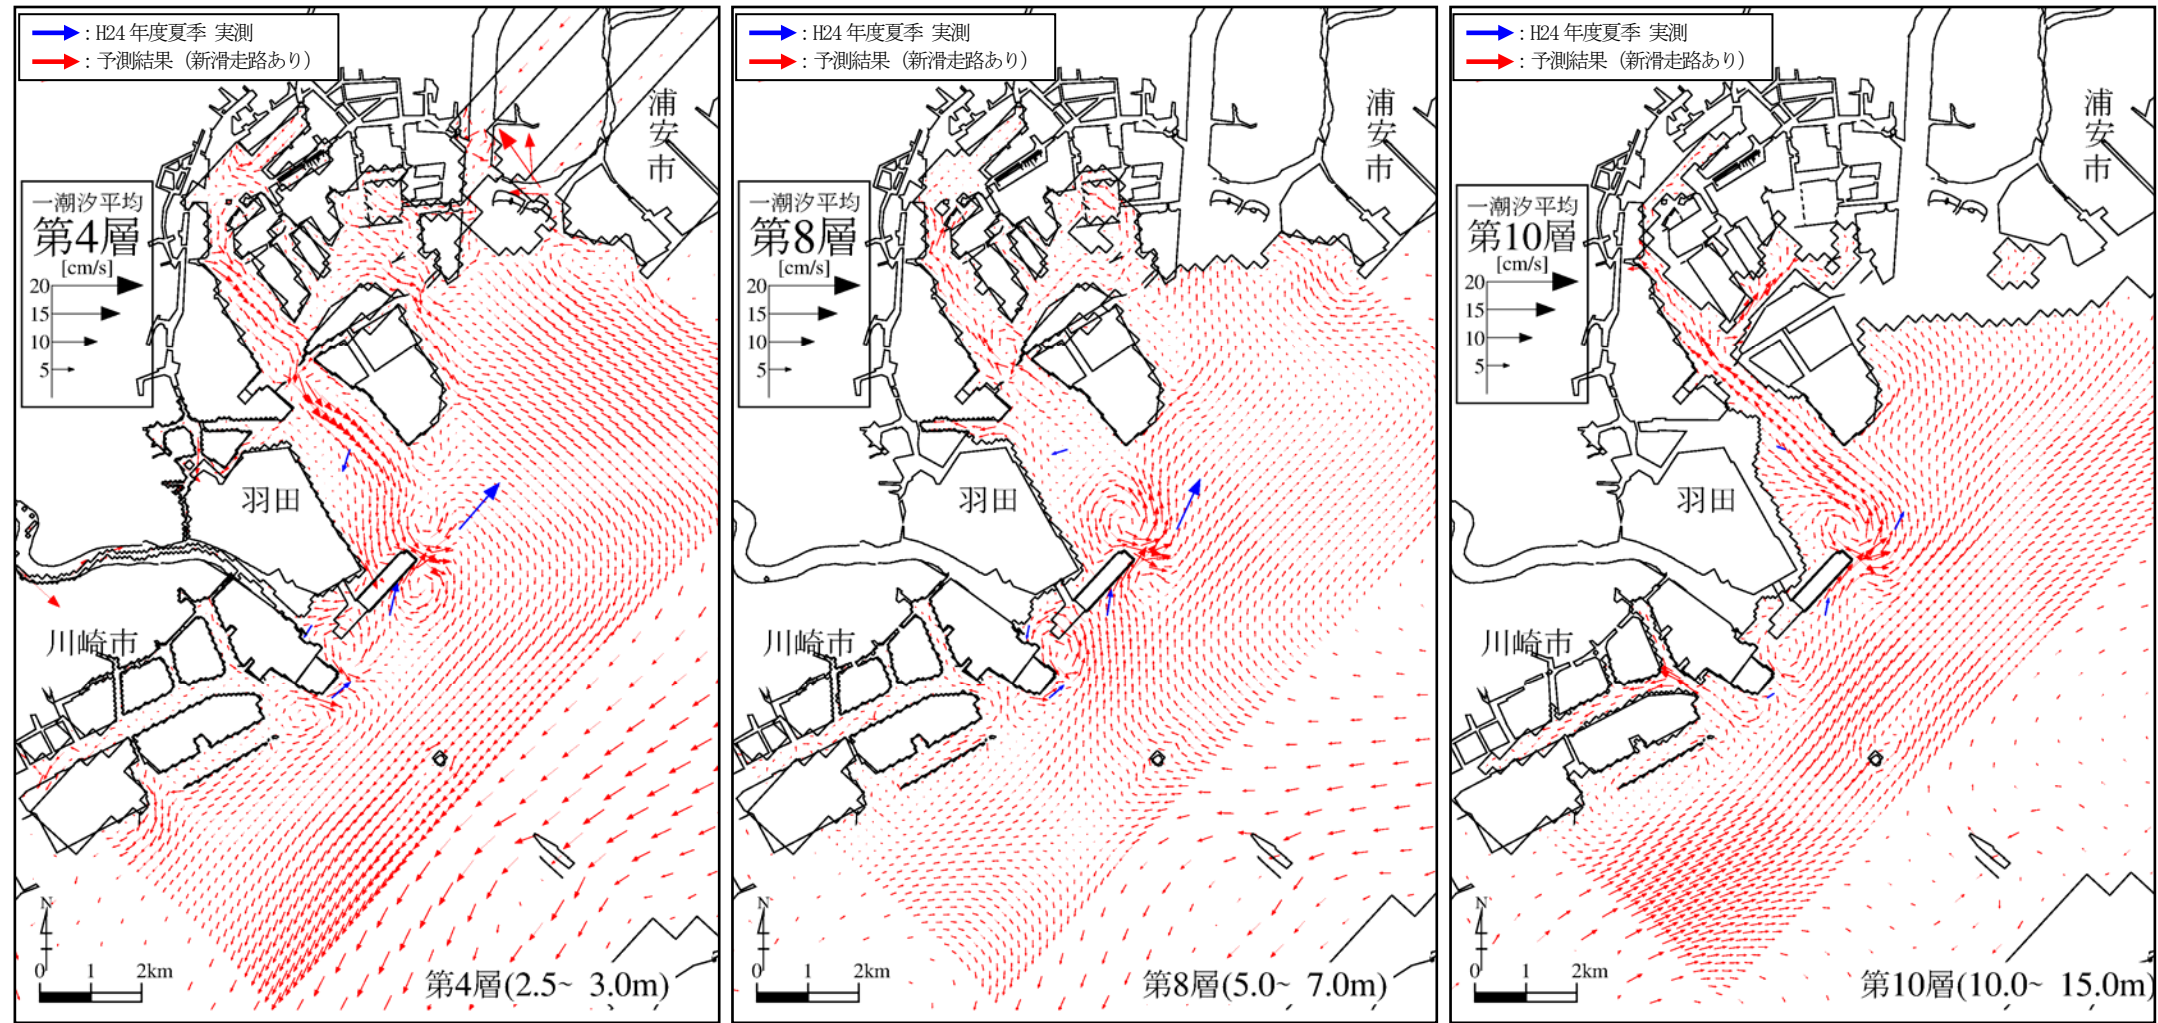 : H24 年度夏季 実測
: 予測結果（新滑走路あり）
浦安市
一潮汐平均
第4層
[cm/s]
20
15
10
5
羽田
川崎市
N
0 1 2km
第4層(2.5~ 3.0m)
: H24 年度夏季 実測
: 予測結果（新滑走路あり）
浦安市
一潮汐平均
第8層
[cm/s]
20
15
10
5
羽田
川崎市
N
0 1 2km
第8層(5.0~ 7.0m)
: H24 年度夏季 実測
: 予測結果（新滑走路あり）
浦安市
一潮汐平均
第10層
[cm/s]
20
15
10
5
羽田
川崎市
N
0 1 2km
第10層(10.0~ 15.0m)